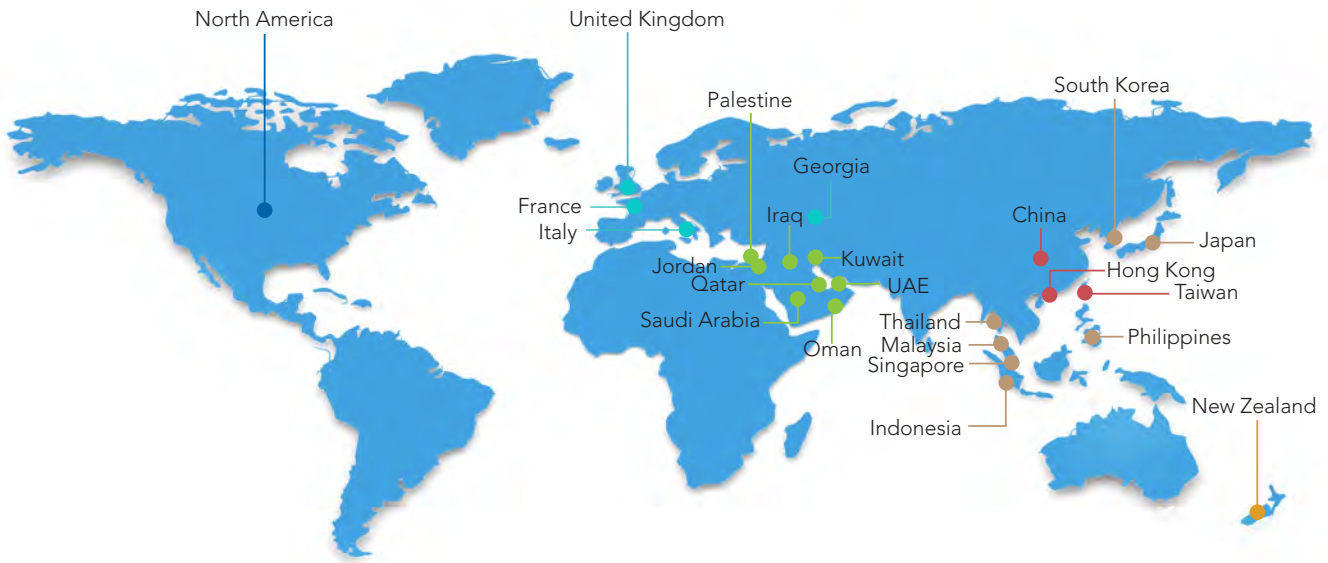 North America
United Kingdom
South Korea
Palestine
Georgia
France
Iraq
China
Italy
Japan
Jordan
Kuwait
Hong Kong
Qatar
UAE
Taiwan
Saudi Arabia
Thailand
Oman
Malaysia
Philippines
Singapore
New Zealand
Indonesia